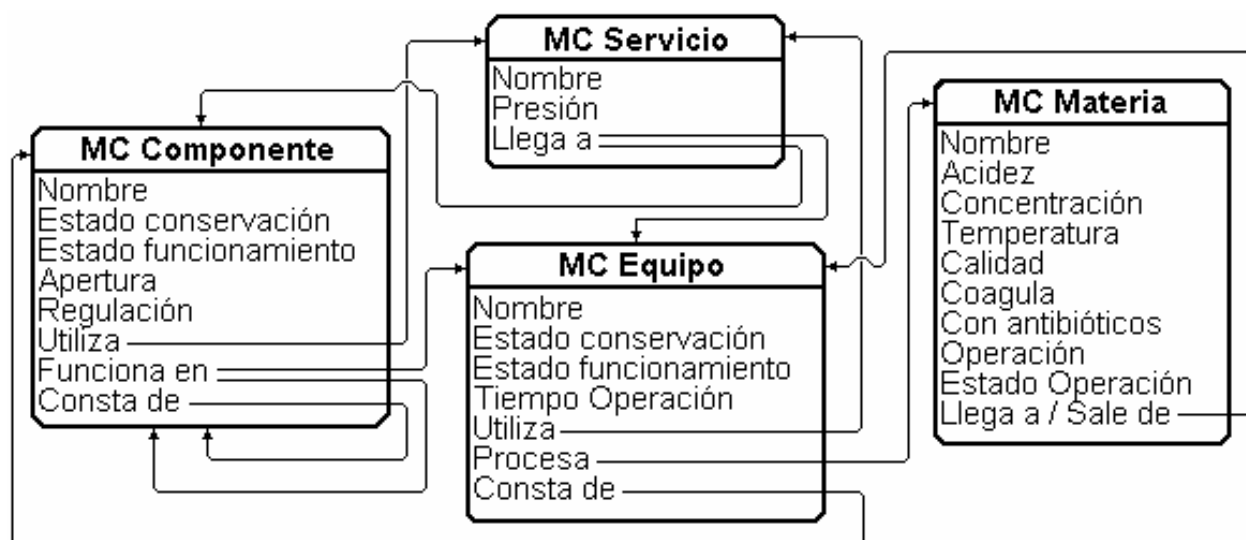 MC Servicio
Nombre
Presión
Llega a
MC Componente
Nombre
Estado conservación
Estado funcionamiento
Apertura
Regulación
Utiliza
Funciona en
Consta de
MC Equipo
Nombre
Estado conservación
Estado funcionamiento
Tiempo Operación
Utiliza
Procesa
Consta de
MC Materia
Nombre
Acidez
Concentración
Temperatura
Calidad
Coagula
Con antibióticos
Operación
Estado Operación
Llega a / Sale de